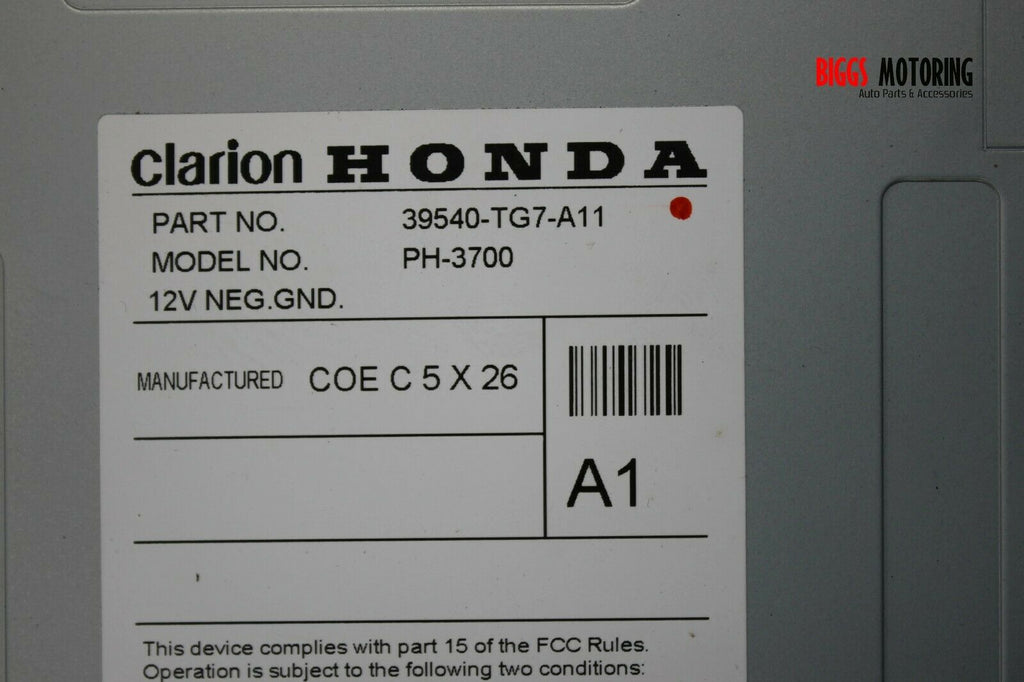 BIGGS MOTORING
Auto Parts & Accessories
clarion HONDA
PART NO. 39540-TG7-A11
MODEL NO. PH-3700
12V NEG.GND.
MANUFACTURED COE C 5 X 26
A1
This device complies with part 15 of the FCC Rules.
Operation is subject to the following two conditions: